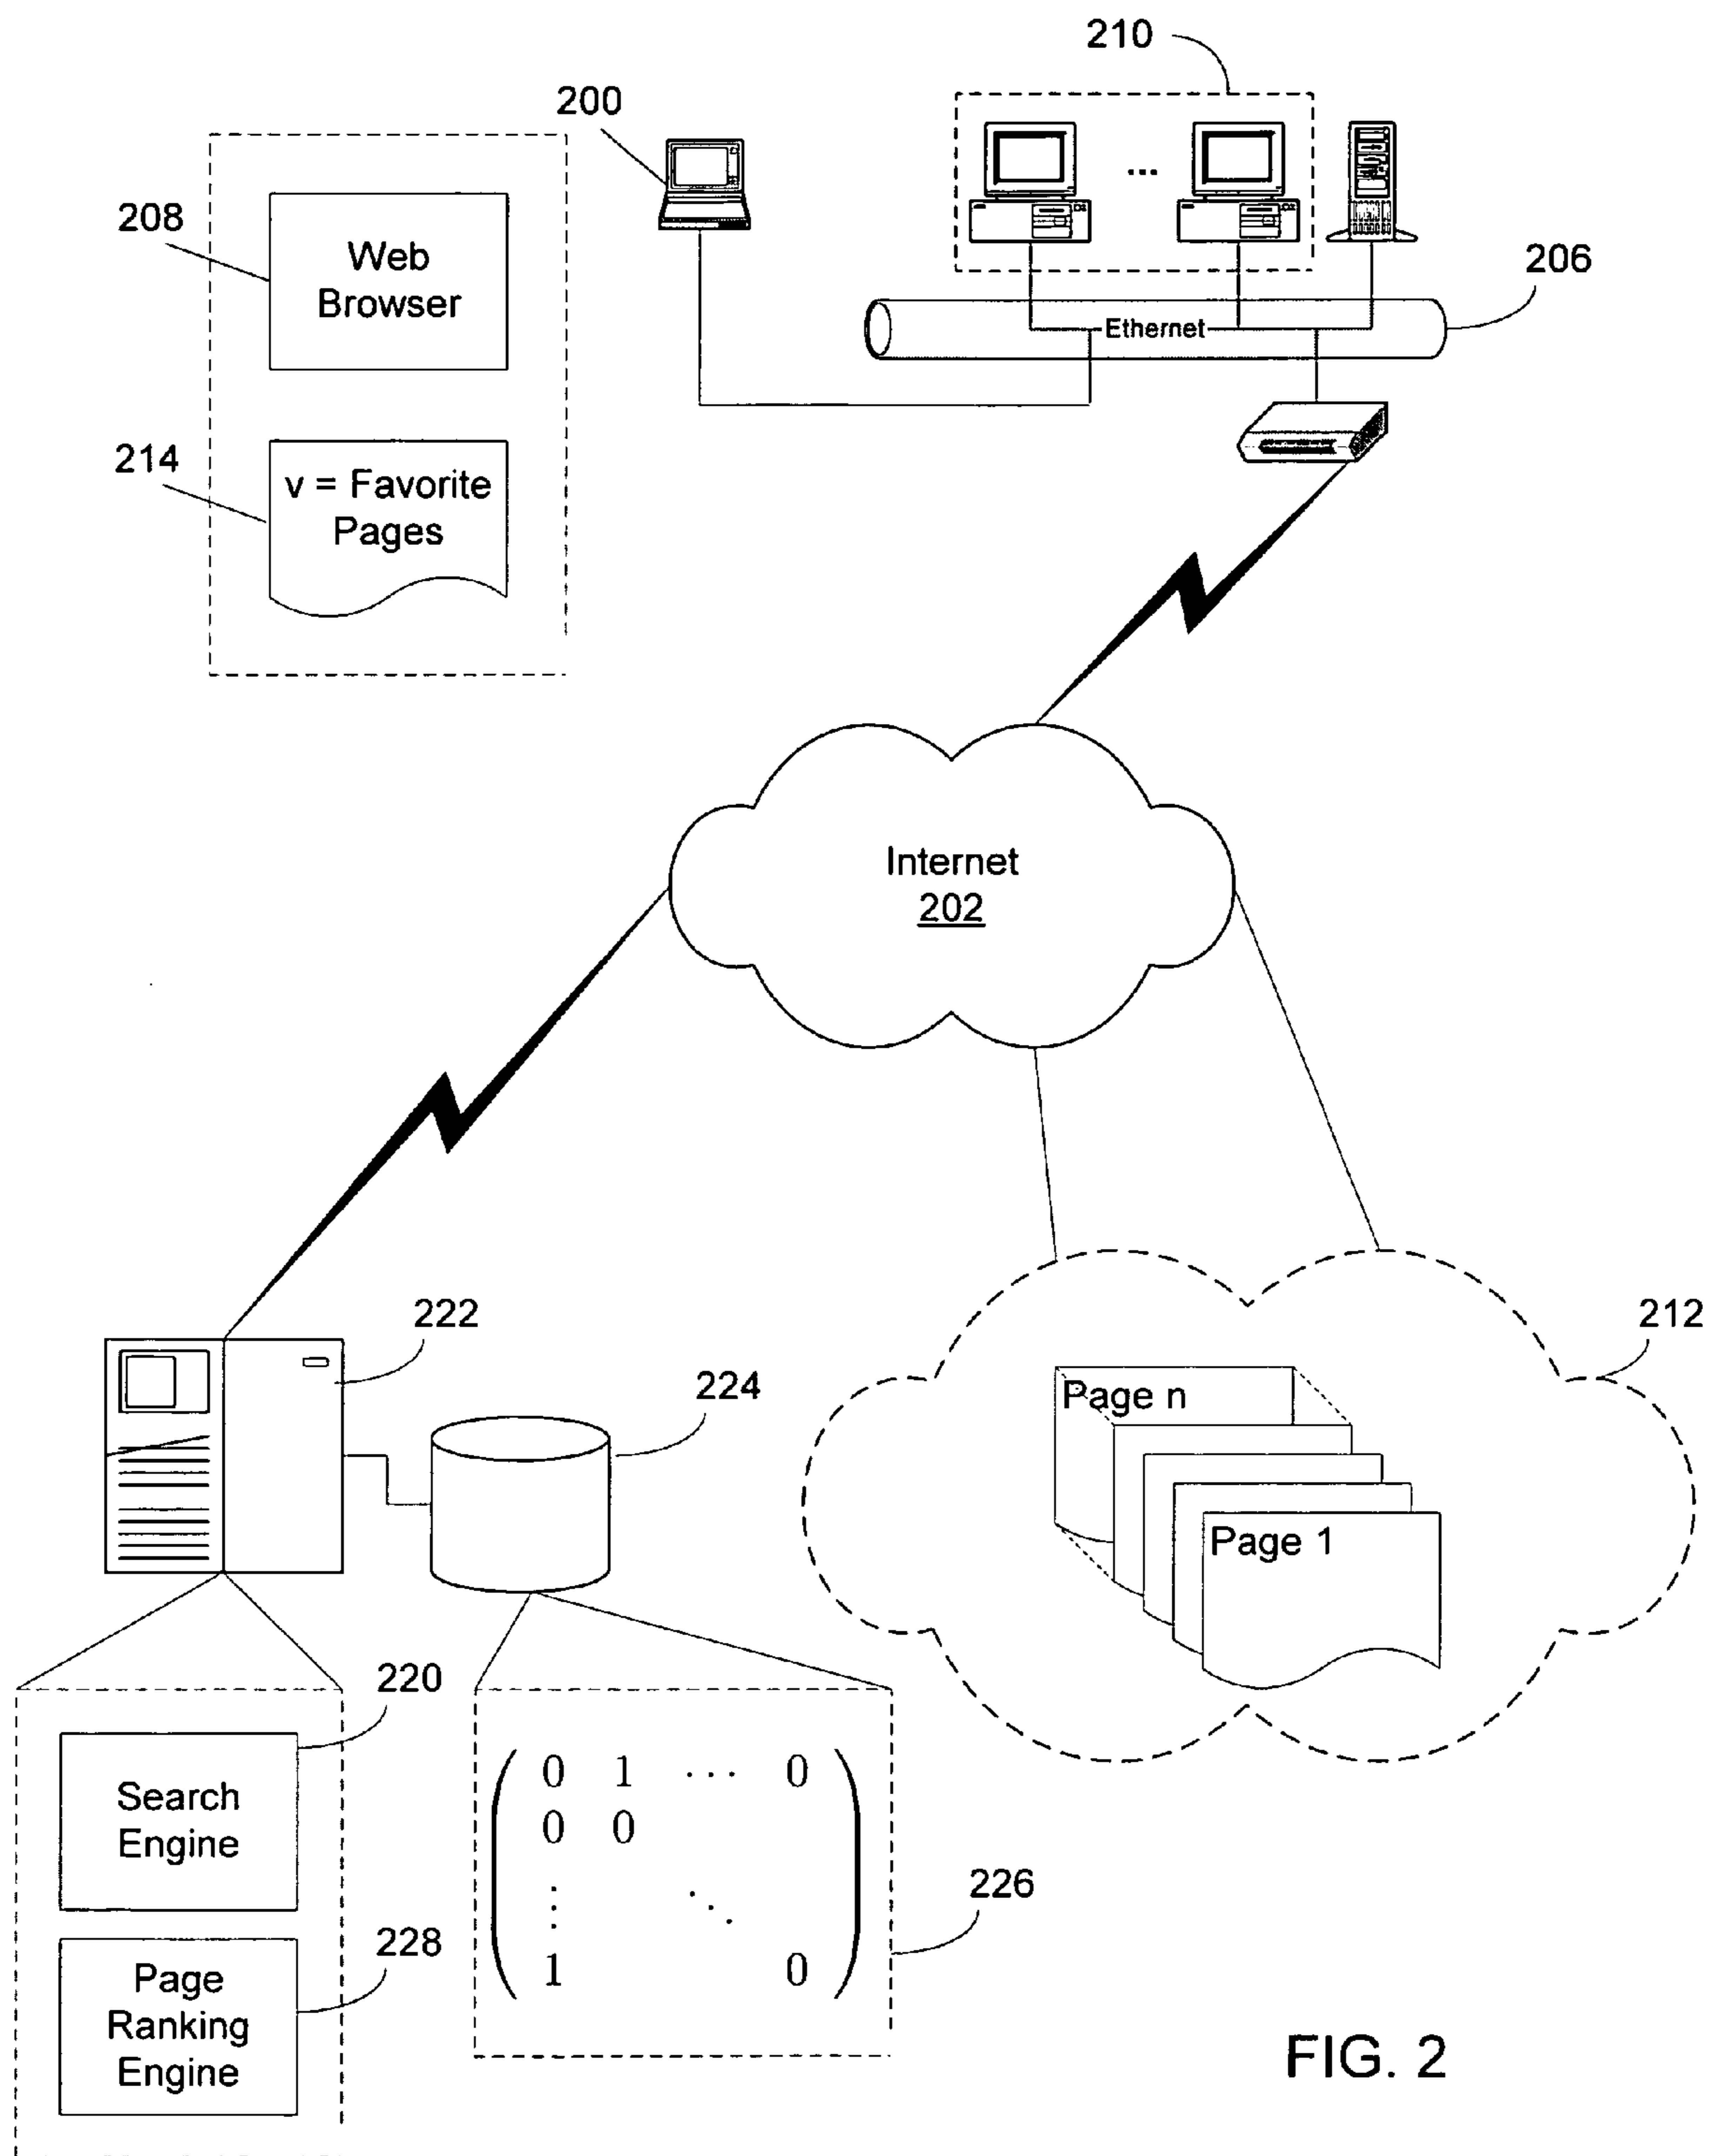 210
200
208
Web
Browser
...
206
Ethernet
214
v = Favorite
Pages
Internet
202
222
224
212
Page n
Page 1
220
Search
Engine
228
Page
Ranking
Engine
0 1 ··· 0
0 0
⋮ ⋱
1 0
226
FIG. 2